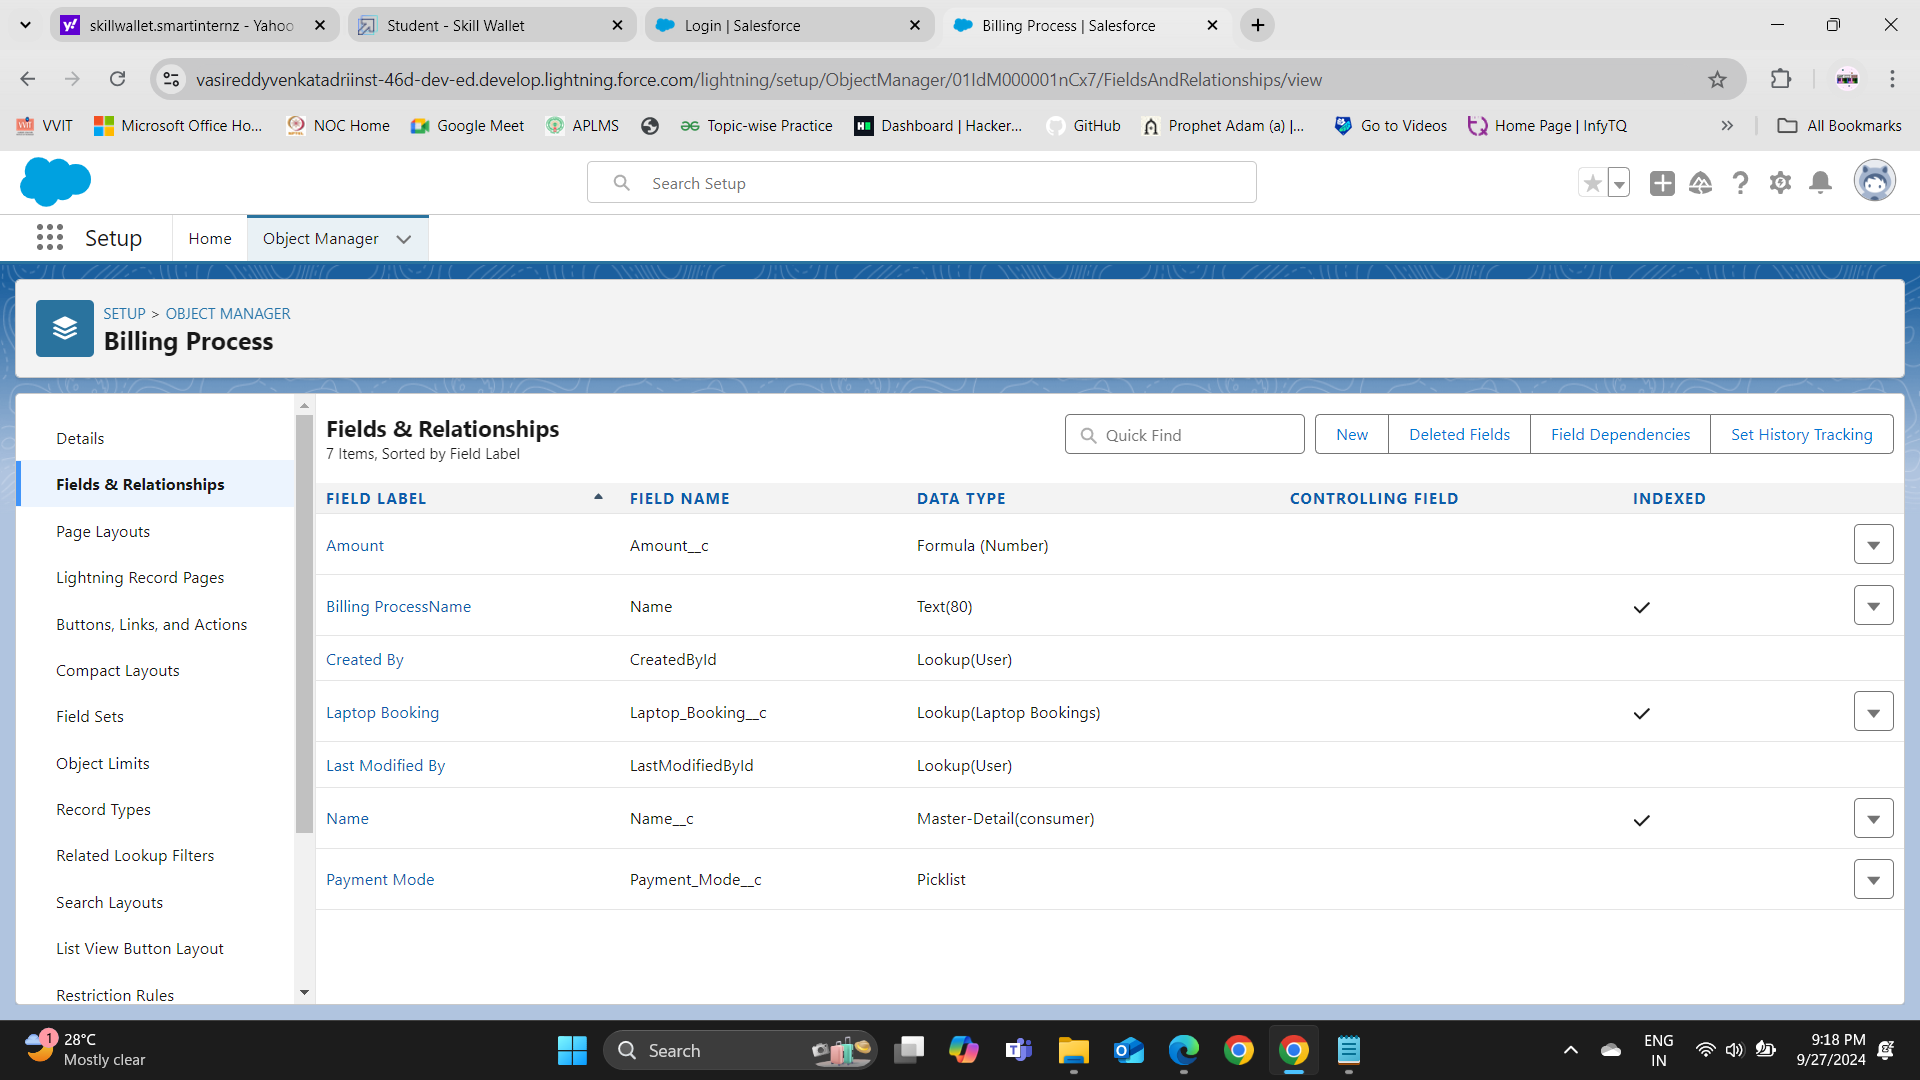 skillwallet.smartinternz - Yahoo
Student - Skill Wallet
Login | Salesforce
Billing Process | Salesforce
vasireddyvenkatadriinst-46d-dev-ed.develop.lightning.force.com/lightning/setup/ObjectManager/01IdM000001nCx7/FieldsAndRelationships/view
VVIT
Microsoft Office Ho...
NOC Home
Google Meet
APLMS
Topic-wise Practice
Dashboard | Hacker...
GitHub
Prophet Adam (a) |...
Go to Videos
Home Page | InfyTQ
All Bookmarks
Search Setup
Setup
Home
Object Manager
SETUP > OBJECT MANAGER
Billing Process
Details
Fields & Relationships
Page Layouts
Lightning Record Pages
Buttons, Links, and Actions
Compact Layouts
Field Sets
Object Limits
Record Types
Related Lookup Filters
Search Layouts
List View Button Layout
Restriction Rules
Fields & Relationships
7 Items, Sorted by Field Label
Quick Find
New
Deleted Fields
Field Dependencies
Set History Tracking
FIELD LABEL FIELD NAME DATA TYPE CONTROLLING FIELD INDEXED
Amount Amount__c Formula (Number)
Billing ProcessName Name Text(80)
Created By CreatedById Lookup(User)
Laptop Booking Laptop_Booking__c Lookup(Laptop Bookings)
Last Modified By LastModifiedById Lookup(User)
Name Name__c Master-Detail(consumer)
Payment Mode Payment_Mode__c Picklist
1
28°C
Mostly clear
Search
ENG
IN
9:18 PM
9/27/2024